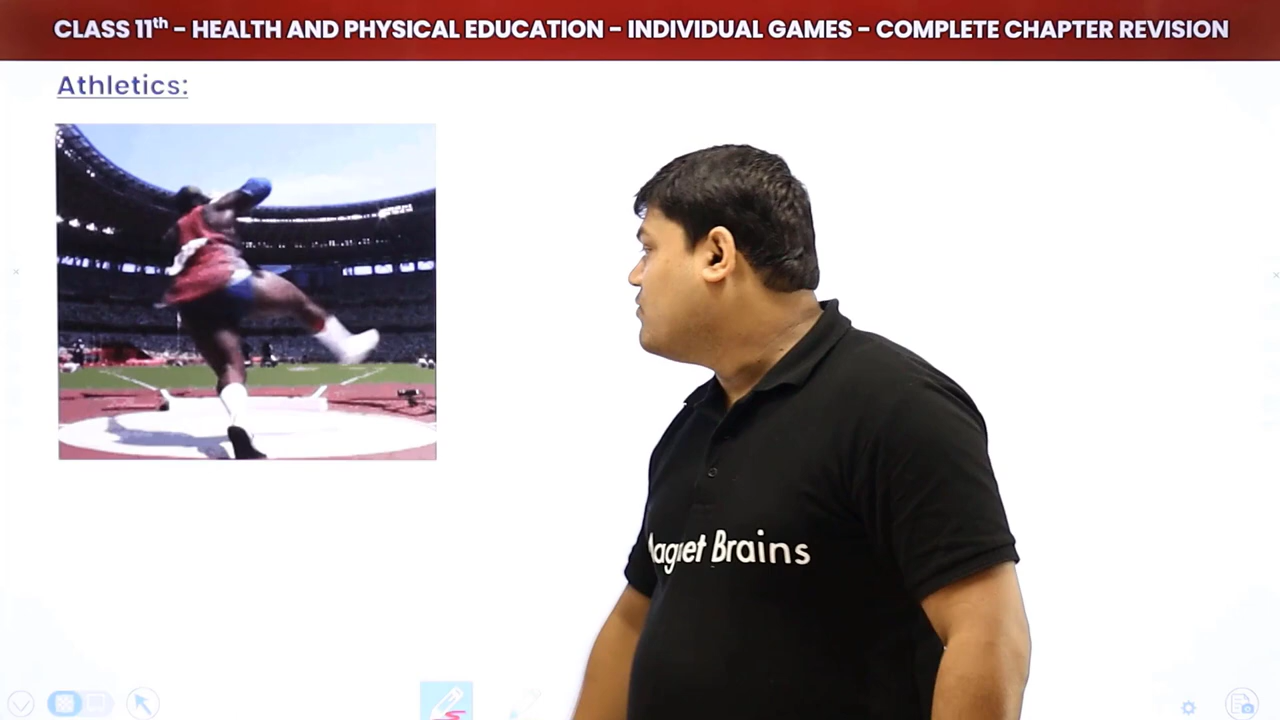 CLASS 11th - HEALTH AND PHYSICAL EDUCATION - INDIVIDUAL GAMES - COMPLETE CHAPTER REVISION
Athletics:
Brains